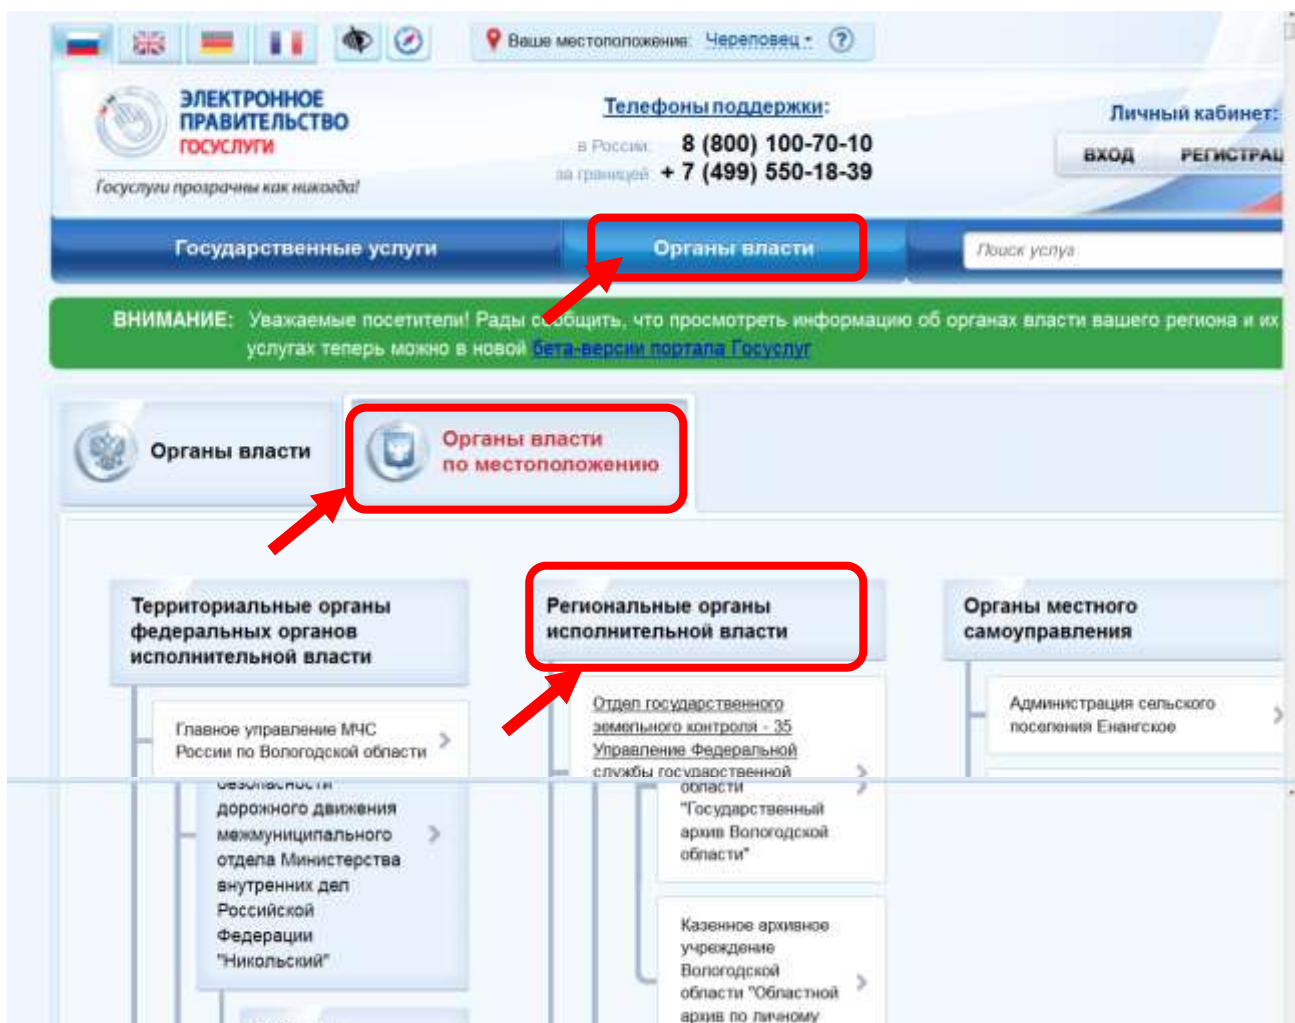 Ваше местоположение: Череповец
?
ЭЛЕКТРОННОЕ
ПРАВИТЕЛЬСТВО
ГОСУСЛУГИ
Госуслуги прозрачны как никогда!
Телефоны поддержки:
в России: 8 (800) 100-70-10
за границей: + 7 (499) 550-18-39
Личный кабинет:
ВХОД РЕГИСТРАЦ
Государственные услуги
Органы власти
Поиск услуг
ВНИМАНИЕ: Уважаемые посетители! Рады сообщить, что просмотреть информацию об органах власти вашего региона и их
услугах теперь можно в новой бета-версии портала Госуслуг
Органы власти
Органы власти
по местоположению
Территориальные органы
федеральных органов
исполнительной власти
Главное управление МЧС
России по Вологодской области
безопасности
дорожного движения
межмуниципального
отдела Министерства
внутренних дел
Российской
Федерации
"Никольский"
Региональные органы
исполнительной власти
Отдел государственного
земельного контроля - 35
Управление Федеральной
службы государственной
области
"Государственный
архив Вологодской
области"
Казенное архивное
учреждение
Вологодской
области "Областной
архив по личному
Органы местного
самоуправления
Администрация сельского
поселения Енангское